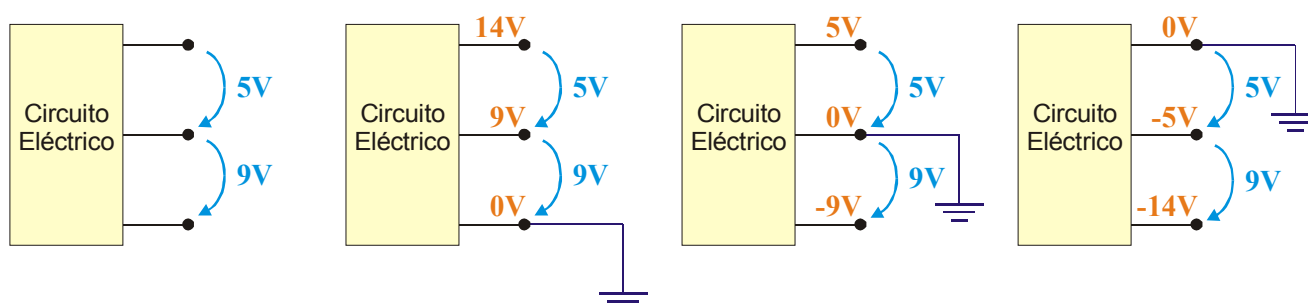 Circuito
Eléctrico
5V
9V
14V
5V
Circuito
Eléctrico
9V
9V
0V
5V
5V
Circuito
Eléctrico
0V
9V
-9V
0V
5V
Circuito
Eléctrico
-5V
9V
-14V